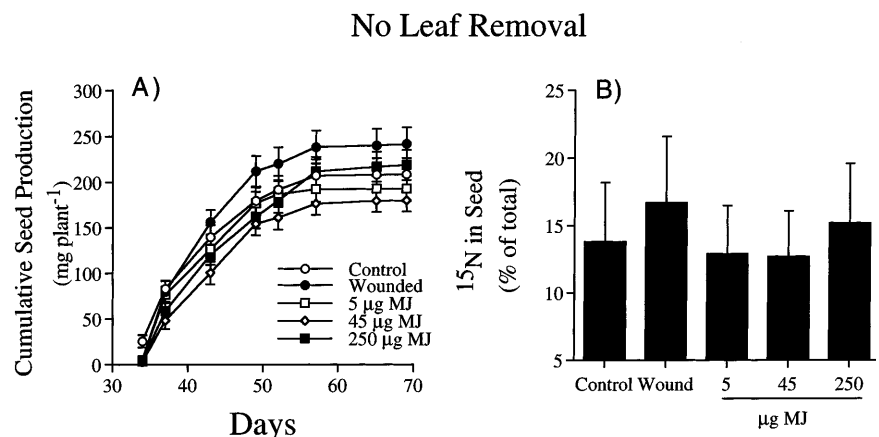 No Leaf Removal
A)
Cumulative Seed Production
(mg plant-1)
300
250
200
150
100
50
0
30
40
50
60
70
Days
Control
Wounded
5 μg MJ
45 μg MJ
250 μg MJ
B)
15N in Seed
(% of total)
25
20
15
10
5
Control Wound 5 45 250
μg MJ